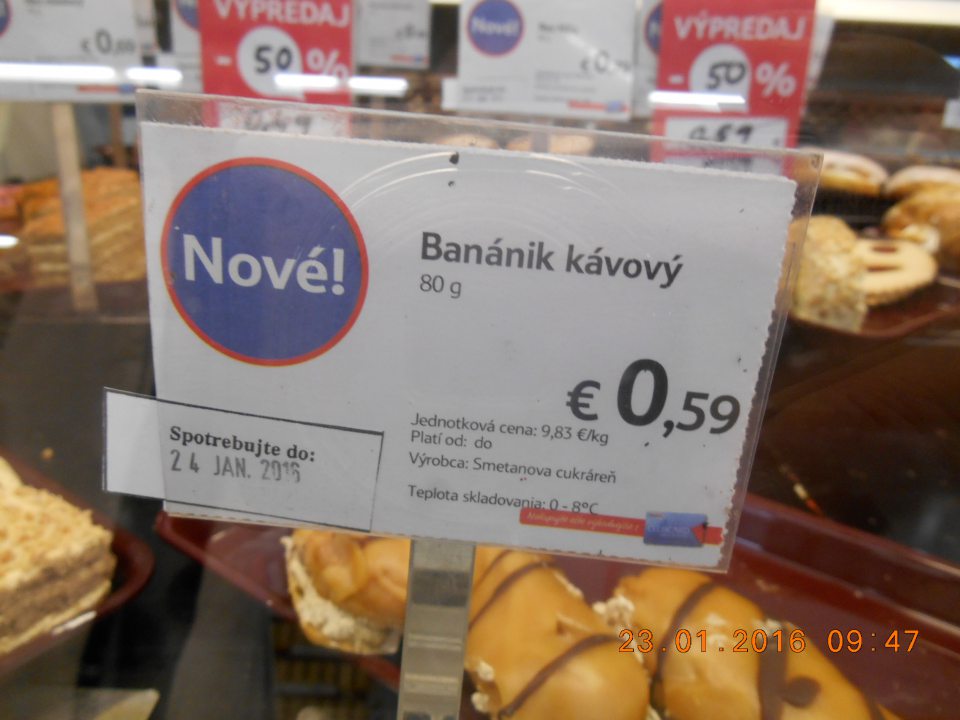 VÝPREDAJ
- 50 %
Nové!
VÝPREDAJ
- 50 %
Nové!
Banánik kávový
80 g
€ 0,59
Jednotková cena: 9,83 €/kg
Platí od: do
Výrobca: Smetanova cukráreň
Teplota skladovania: 0 - 8°C
Spotrebujte do:
24 JAN. 2016
23.01.2016 09:47